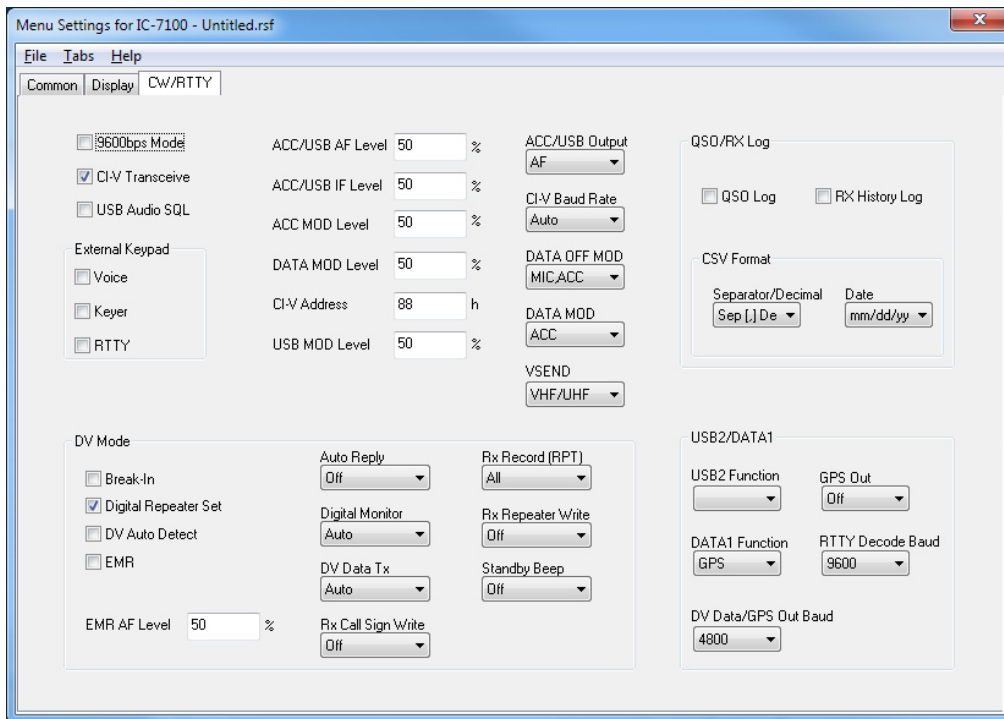 Menu Settings for IC-7100 - Untitled.rsf
File Tabs Help
Common Display CW/RTTY
9600bps Mode
CI-V Transceive
USB Audio SQL
External Keypad
Voice
Keyer
RTTY
ACC/USB AF Level 50 %
ACC/USB IF Level 50 %
ACC MOD Level 50 %
DATA MOD Level 50 %
CI-V Address 88 h
USB MOD Level 50 %
ACC/USB Output
AF
CI-V Baud Rate
Auto
DATA OFF MOD
MIC,ACC
DATA MOD
ACC
VSEND
VHF/UHF
QSO/RX Log
QSO Log RX History Log
CSV Format
Separator/Decimal Date
Sep [,] De mm/dd/yy
DV Mode
Break-In
Digital Repeater Set
DV Auto Detect
EMR
EMR AF Level 50 %
Auto Reply
Off
Digital Monitor
Auto
DV Data Tx
Auto
Rx Call Sign Write
Off
Rx Record (RPT)
All
Rx Repeater Write
Off
Standby Beep
Off
USB2/DATA1
USB2 Function GPS Out
Off
DATA1 Function RTTY Decode Baud
GPS 9600
DV Data/GPS Out Baud
4800